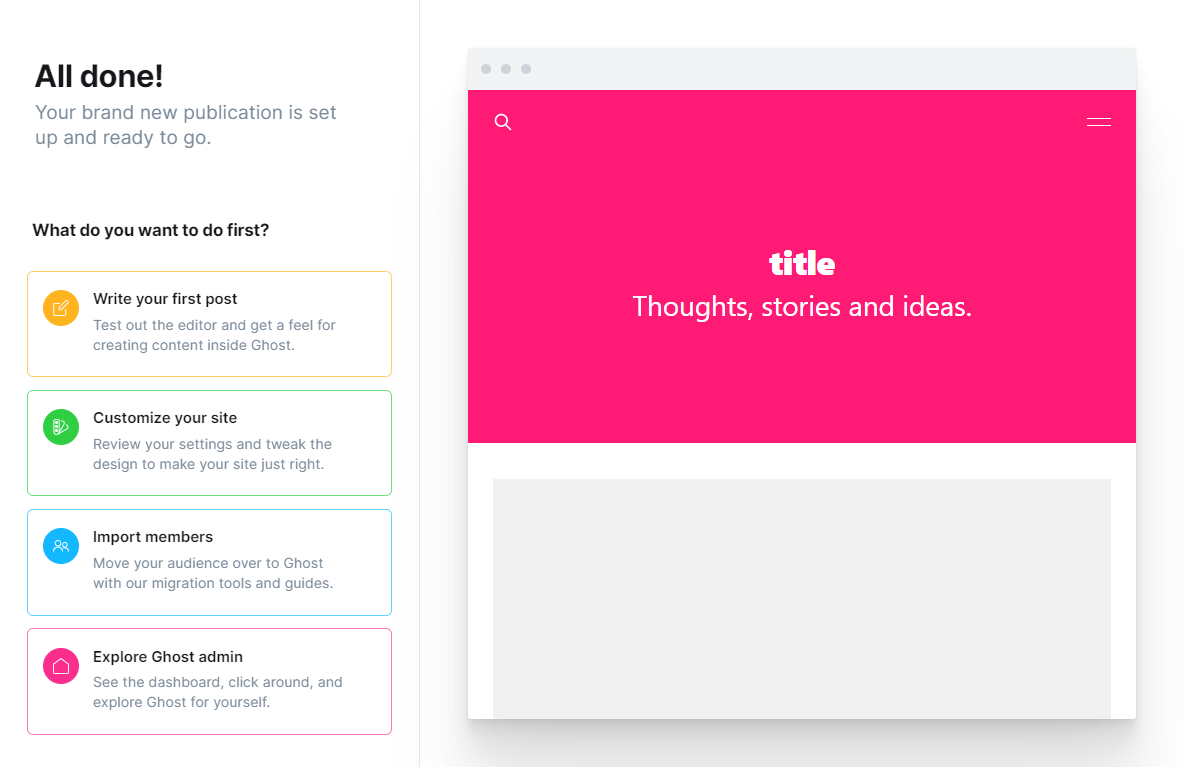 All done!
Your brand new publication is set
up and ready to go.
What do you want to do first?
Write your first post
Test out the editor and get a feel for
creating content inside Ghost.
Customize your site
Review your settings and tweak the
design to make your site just right.
Import members
Move your audience over to Ghost
with our migration tools and guides.
Explore Ghost admin
See the dashboard, click around, and
explore Ghost for yourself.
title
Thoughts, stories and ideas.